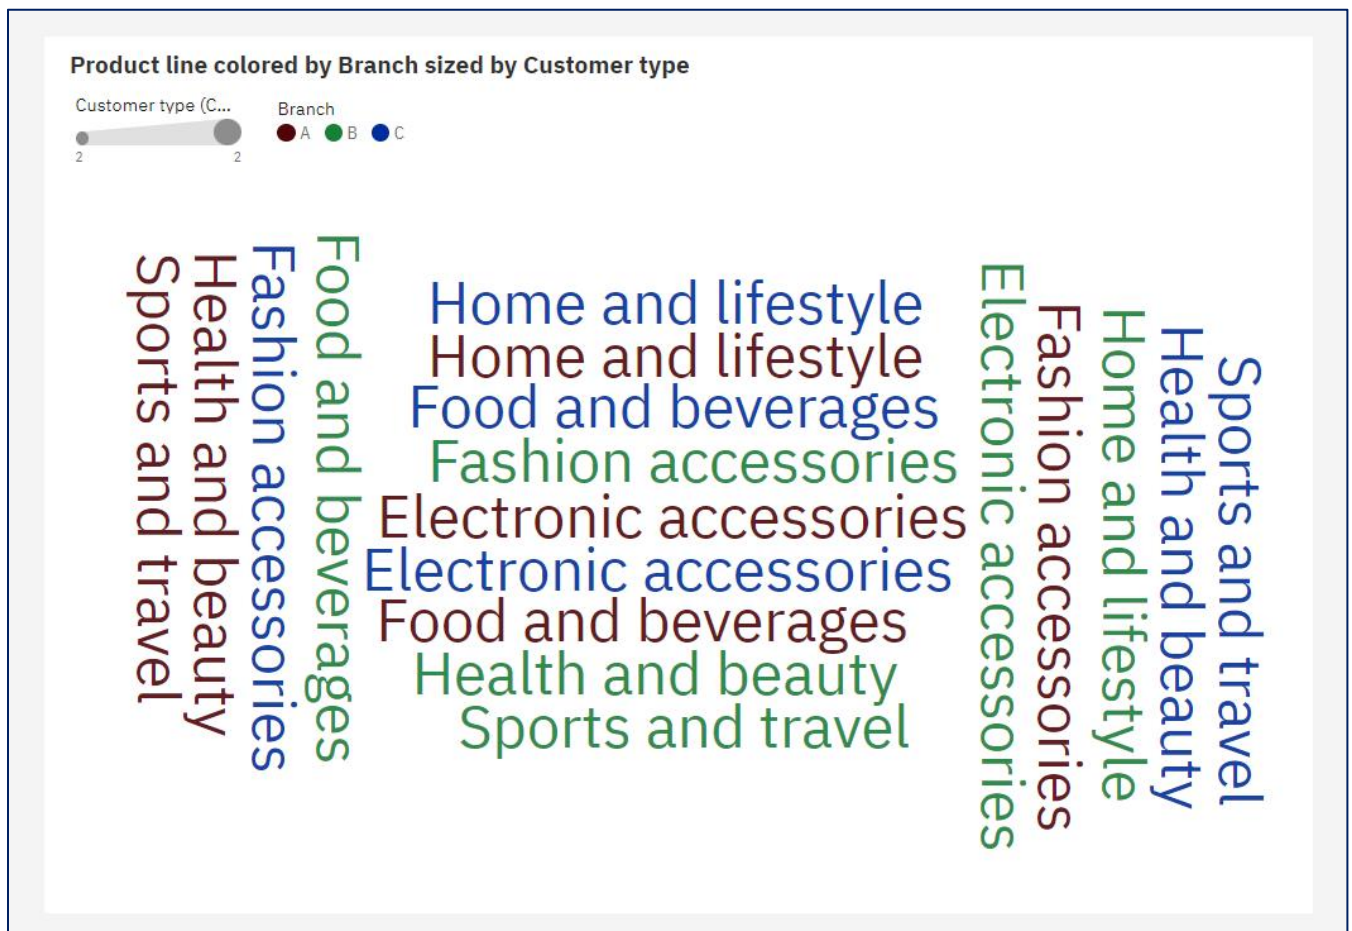 Product line colored by Branch sized by Customer type
Customer type (C...
2
2
Branch
A
B
C
Sports and travel
Health and beauty
Fashion accessories
Food and beverages
Home and lifestyle
Home and lifestyle
Food and beverages
Fashion accessories
Electronic accessories
Electronic accessories
Food and beverages
Health and beauty
Sports and travel
Electronic accessories
Fashion accessories
Home and lifestyle
Health and beauty
Sports and travel